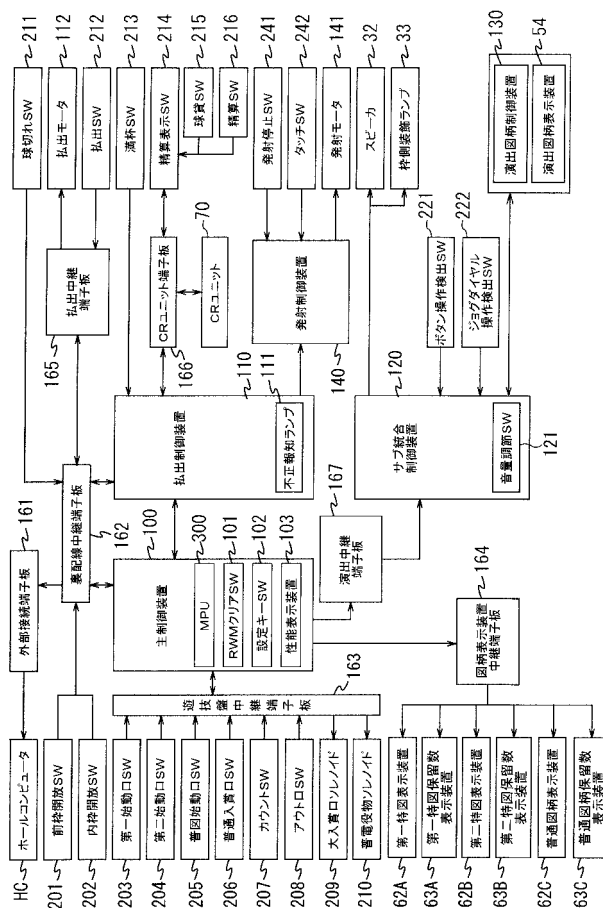 HC
ホールコンピュータ
201
前枠開放SW
202
内枠開放SW
203
第一始動口SW
204
第二始動口SW
205
普図始動口SW
206
普通入賞口SW
207
カウントSW
208
アウト口SW
209
大入賞口ソレノイド
210
普電役物ソレノイド
62A
第一特図表示装置
63A
第一特図保留数
表示装置
62B
第二特図表示装置
63B
第二特図保留数
表示装置
62C
普通図柄表示装置
63C
普通図柄保留数
表示装置
外部接続端子板
161
裏配線中継端子板
162
遊技盤中継端子板
163
主制御装置
100
MPU
300
RWMクリアSW
101
設定キーSW
102
性能表示装置
103
演出中継
端子板
167
図柄表示装置
中継端子板
164
払出中継
端子板
165
払出制御装置
110
不正報知ランプ
111
CRユニット端子板
166
CRユニット
70
発射制御装置
140
サブ統合
制御装置
120
音量調節SW
121
ボタン操作検出SW
221
ジョグダイヤル
操作検出SW
222
球切れSW
211
払出モータ
112
払出SW
212
満杯SW
213
精算表示SW
214
球貸SW
215
精算SW
216
発射停止SW
241
タッチSW
242
発射モータ
141
スピーカ
32
枠側装飾ランプ
33
演出図柄制御装置
130
演出図柄表示装置
54